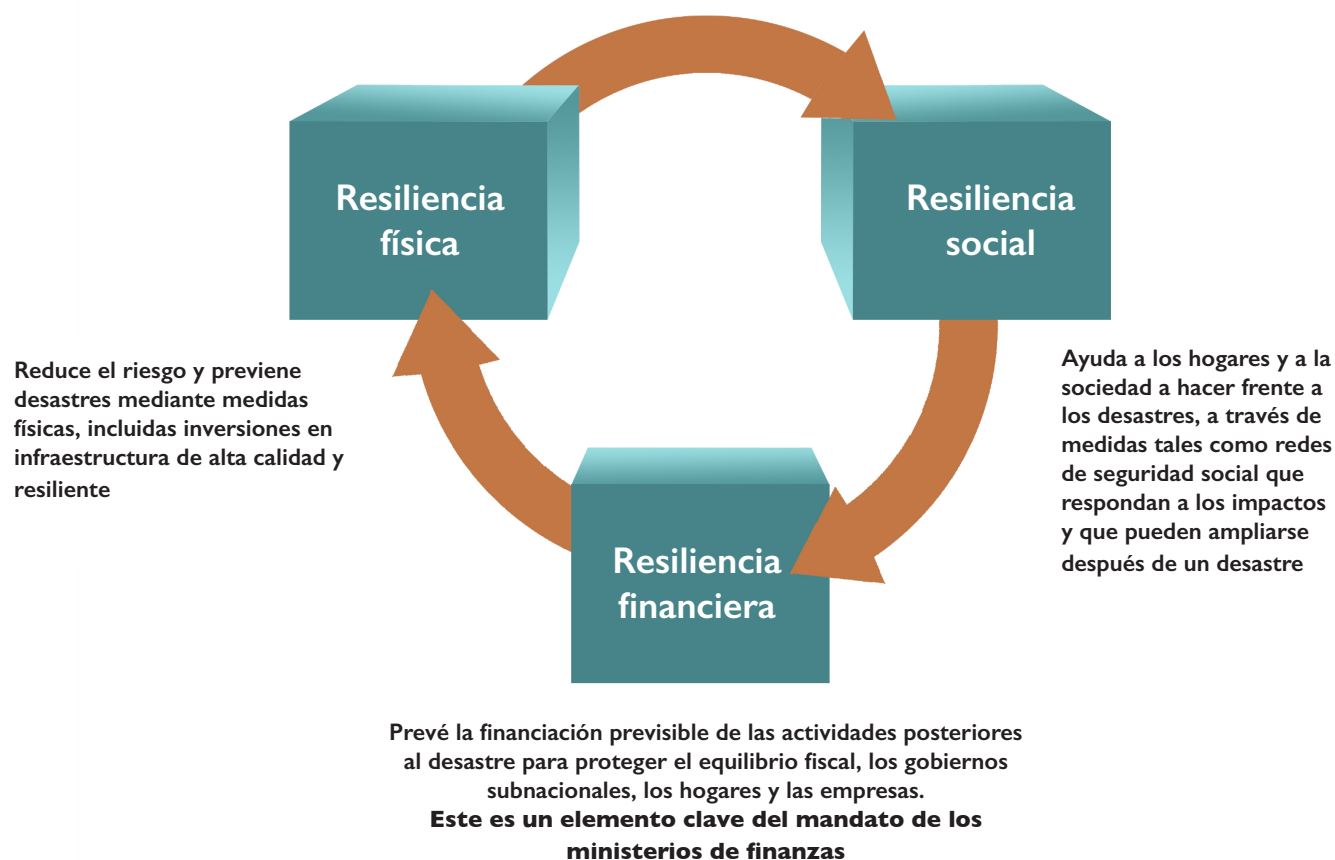 Resiliencia
física
Resiliencia
social
Reduce el riesgo y previene
desastres mediante medidas
físicas, incluidas inversiones en
infraestructura de alta calidad y
resiliente
Ayuda a los hogares y a la
sociedad a hacer frente a
los desastres, a través de
medidas tales como redes
de seguridad social que
respondan a los impactos
y que pueden ampliarse
después de un desastre
Resiliencia
financiera
Prevé la financiación previsible de las actividades posteriores
al desastre para proteger el equilibrio fiscal, los gobiernos
subnacionales, los hogares y las empresas.
Este es un elemento clave del mandato de los
ministerios de finanzas